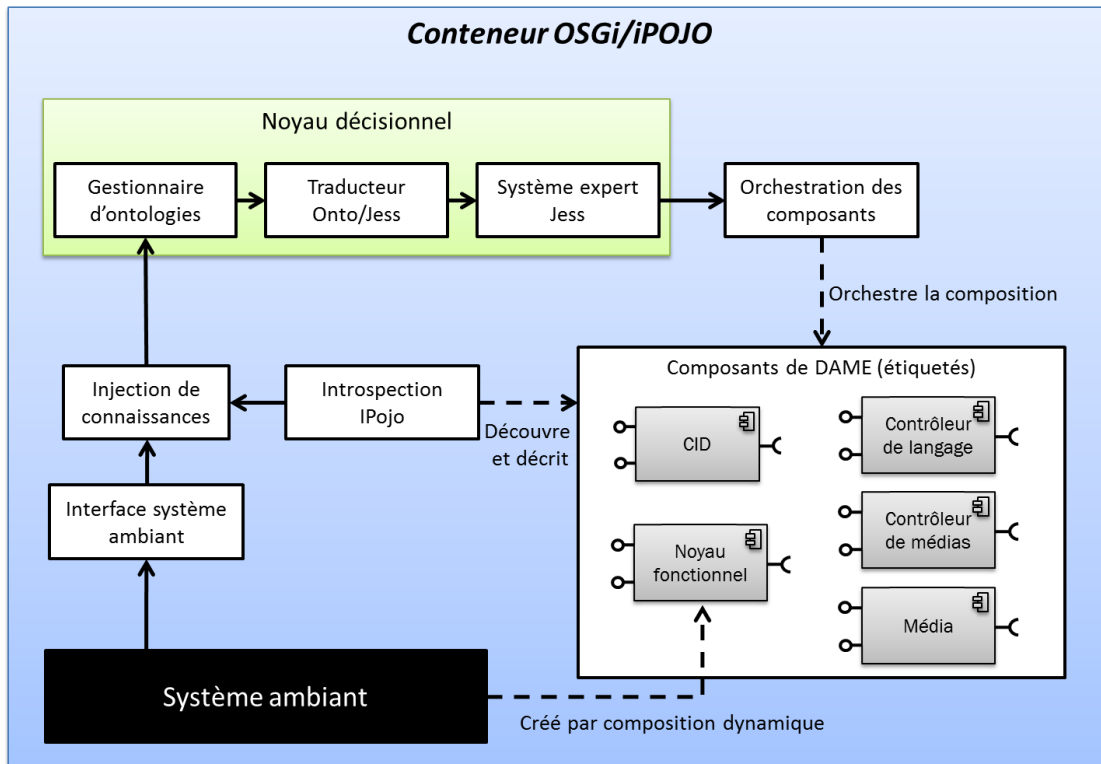 Conteneur OSGi/iPOJO
Noyau décisionnel
Gestionnaire
d'ontologies
Traducteur
Onto/Jess
Système expert
Jess
Orchestration des
composants
Orchestre la composition
Injection de
connaissances
Introspection
IPojo
Découvre
et décrit
Composants de DAME (étiquetés)
CID
Contrôleur
de langage
Interface système
ambiant
Noyau
fonctionnel
Contrôleur
de médias
Média
Système ambiant
Créé par composition dynamique